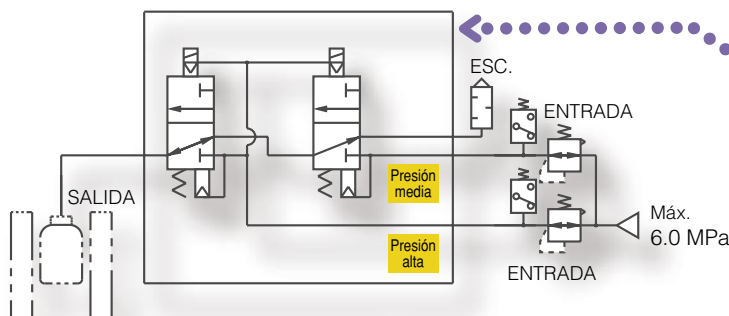 ESC.
ENTRADA
Presión
media
SALIDA
Presión
alta
Máx.
6.0 MPa
ENTRADA